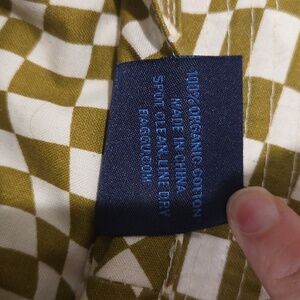 100% ORGANIC COTTON
MADE IN CHINA
SPOT CLEAN, LINE DRY
BAGGU.COM